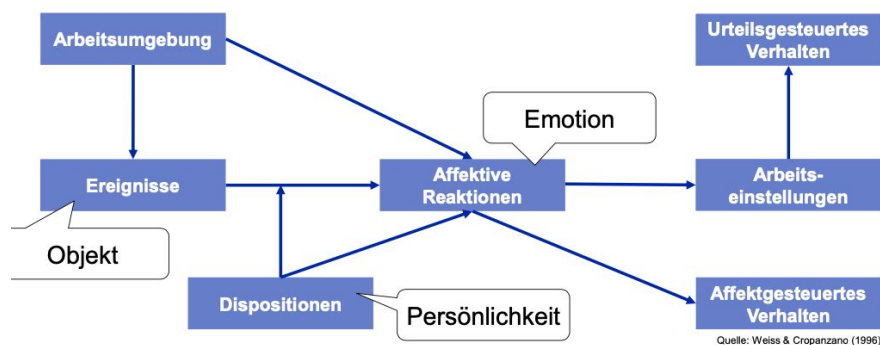 Arbeitsumgebung
Urteilsgesteuertes
Verhalten
Emotion
Ereignisse
Affektive
Reaktionen
Arbeits-
einstellungen
Objekt
Dispositionen
Persönlichkeit
Affektgesteuertes
Verhalten
Quelle: Weiss & Cropanzano (1996)